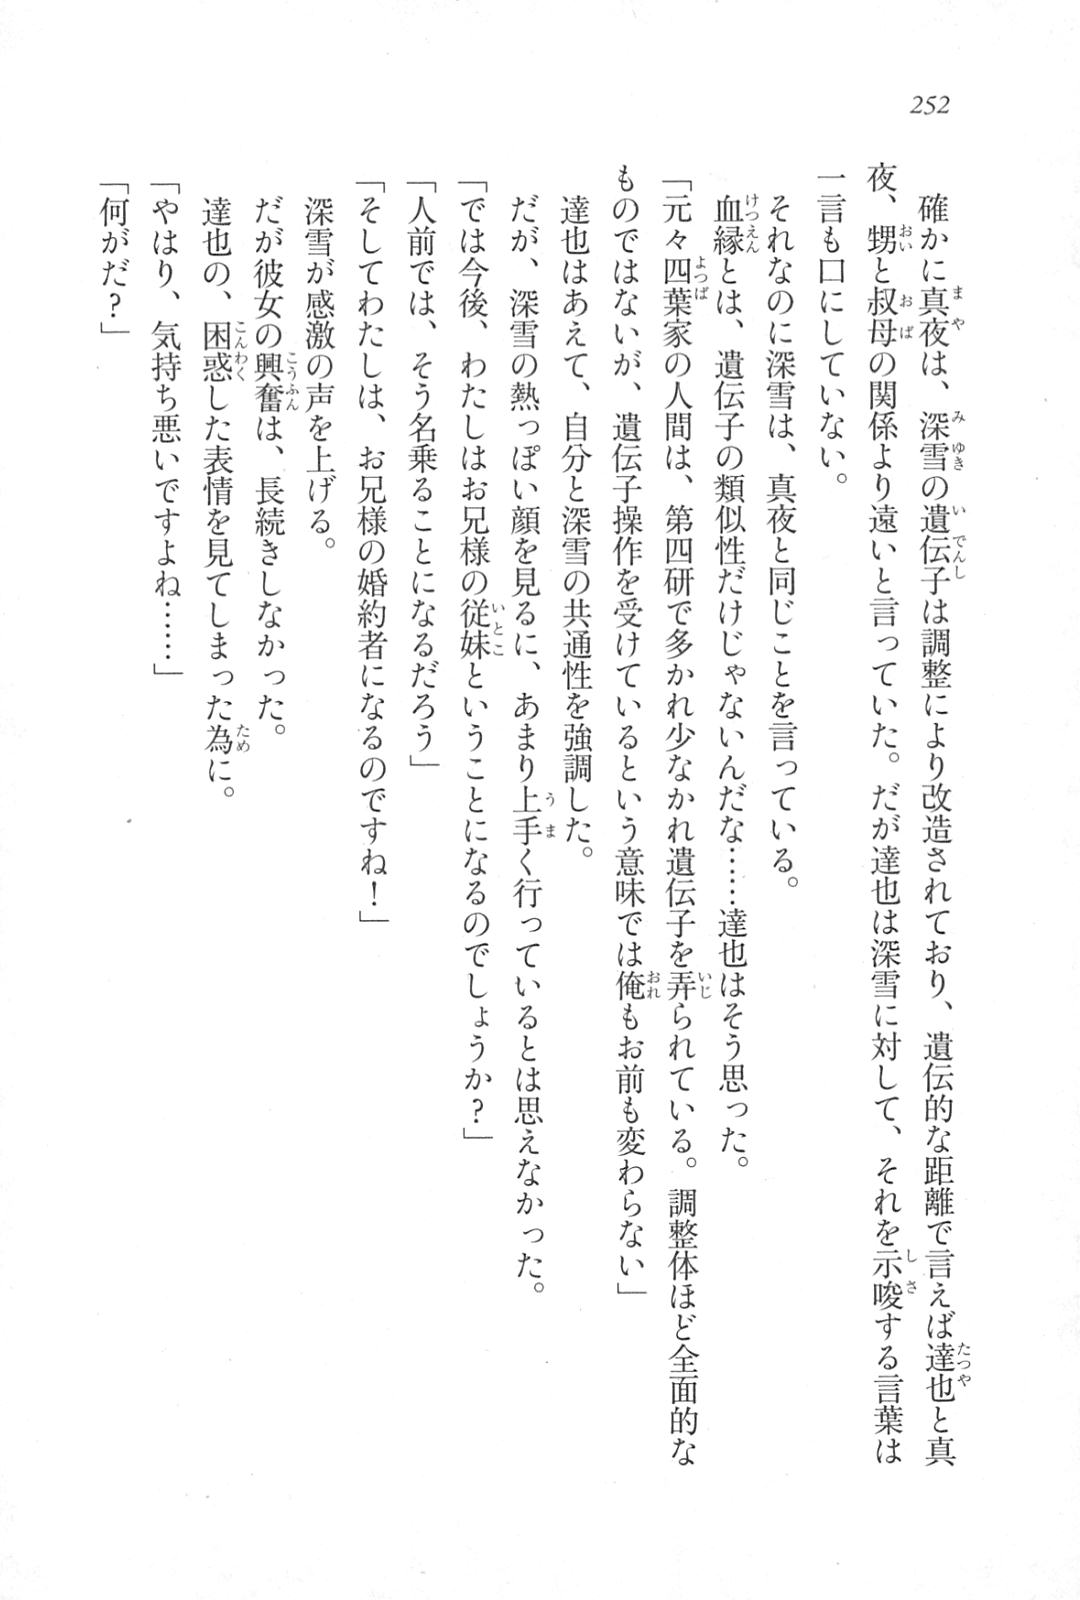 252
確かに真夜は、深雪の遺伝子は調整により改造されており、遺伝的な距離で言えば達也と真
夜、甥と叔母の関係より遠いと言っていた。だが達也は深雪に対して、それを示唆する言葉は
一言も口にしていない。
それなのに深雪は、真夜と同じことを言っている。
血縁とは、遺伝子の類似性だけじゃないんだな……達也はそう思った。
「元々四葉家の人間は、第四研で多かれ少なかれ遺伝子を弄られている。調整体ほど全面的な
ものではないが、遺伝子操作を受けているという意味では俺もお前も変わらない」
達也はあえて、自分と深雪の共通性を強調した。
だが、深雪の熱っぽい顔を見るに、あまり上手く行っているとは思えなかった。
「では今後、わたしはお兄様の従妹ということになるのでしょうか？」
「人前では、そう名乗ることになるだろう」
「そしてわたしは、お兄様の婚約者になるのですね！」
深雪が感激の声を上げる。
だが彼女の興奮は、長続きしなかった。
達也の、困惑した表情を見てしまった為に。
「やはり、気持ち悪いですよね……」
「何がだ？」